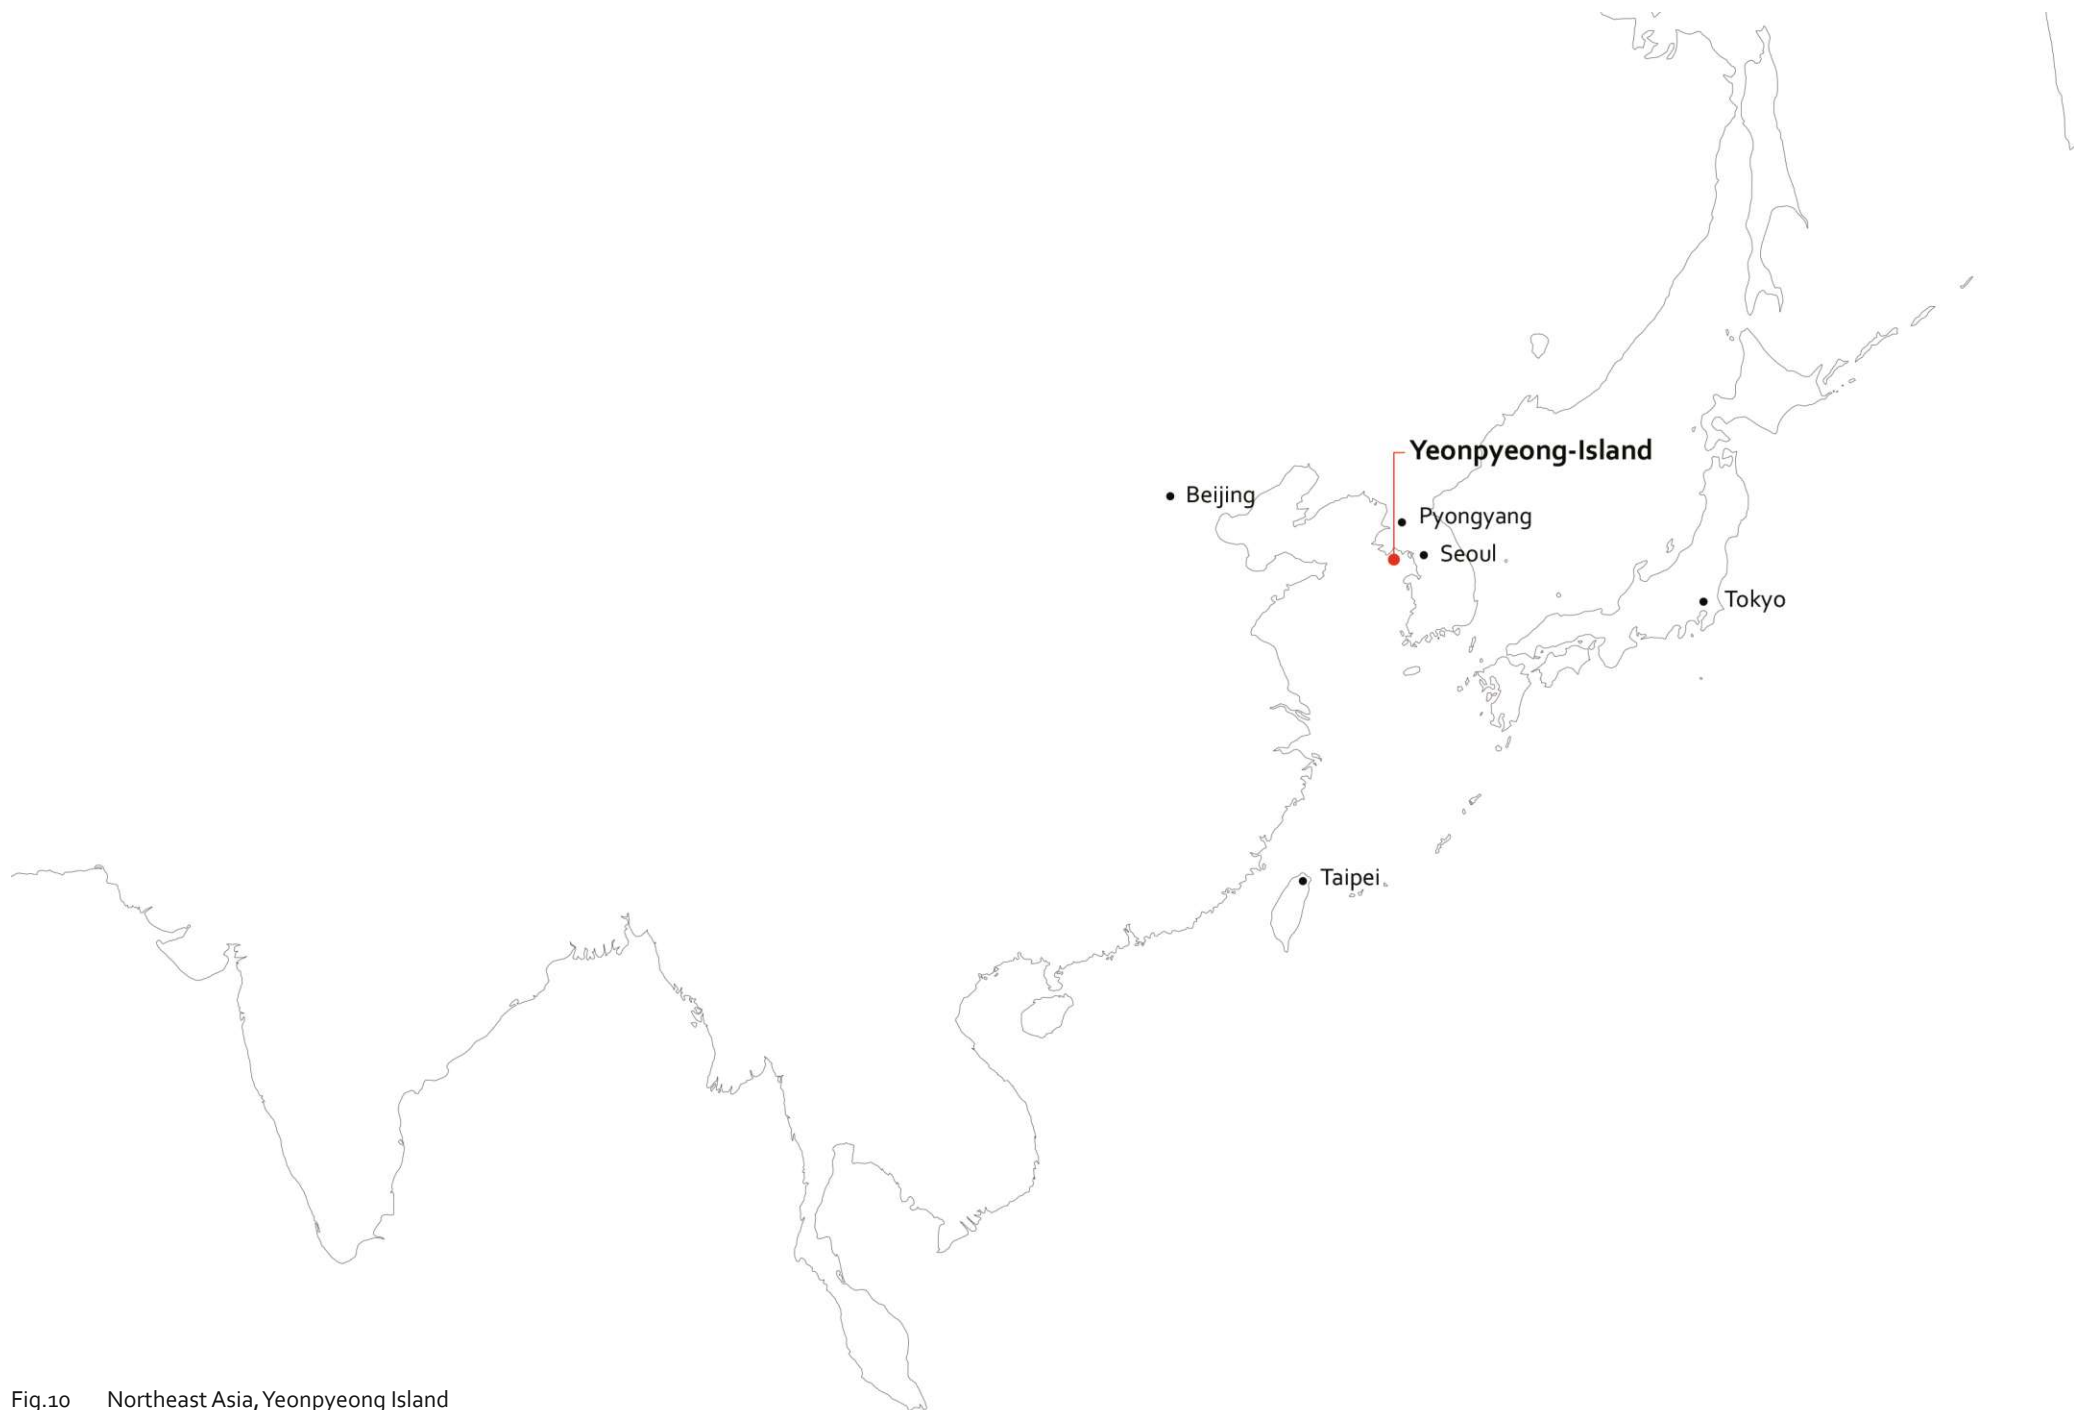 Yeonpyeong-Island
Beijing
Pyongyang
Seoul
Tokyo
Taipei
Fig.10 Northeast Asia, Yeonpyeong Island